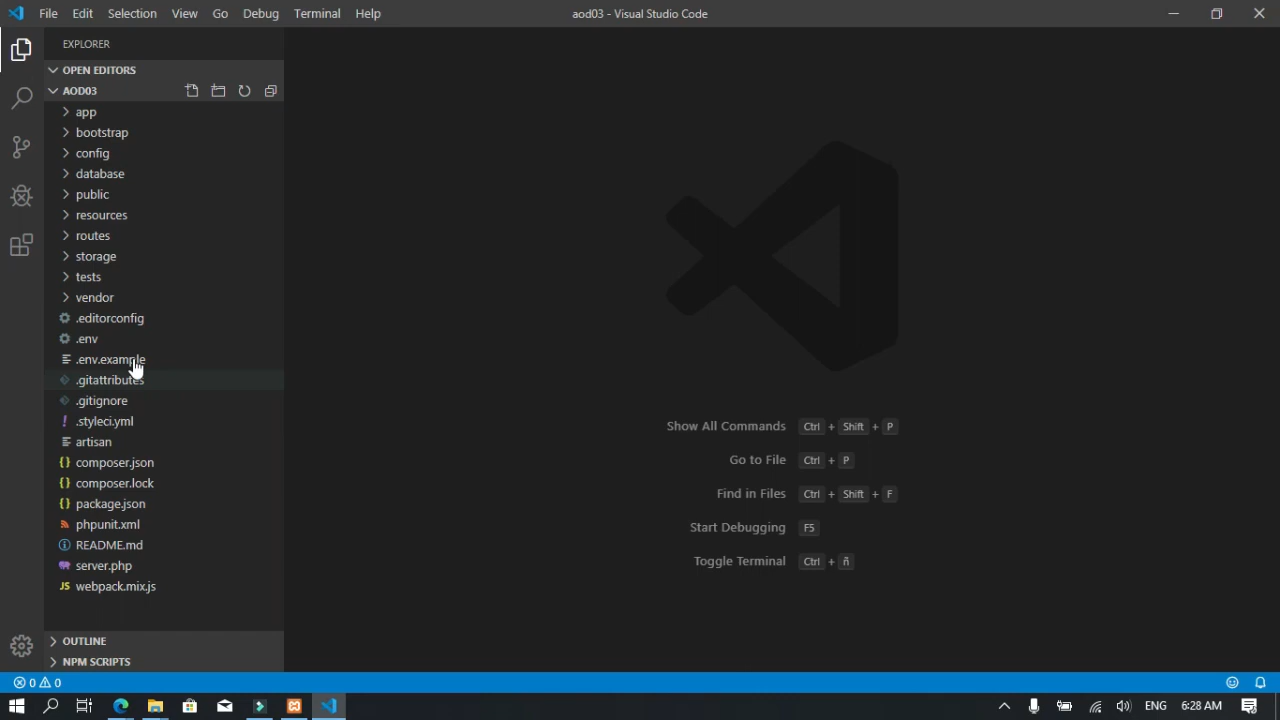 File Edit Selection View Go Debug Terminal Help aod03 - Visual Studio Code
EXPLORER
OPEN EDITORS
AOD03
app
bootstrap
config
database
public
resources
routes
storage
tests
vendor
.editorconfig
.env
.env.example
.gitattributes
.gitignore
.styleci.yml
artisan
composer.json
composer.lock
package.json
phpunit.xml
README.md
server.php
JS webpack.mix.js
OUTLINE
NPM SCRIPTS
Show All Commands Ctrl + Shift + P
Go to File Ctrl + P
Find in Files Ctrl + Shift + F
Start Debugging F5
Toggle Terminal Ctrl + ñ
0 0
ENG 6:28 AM